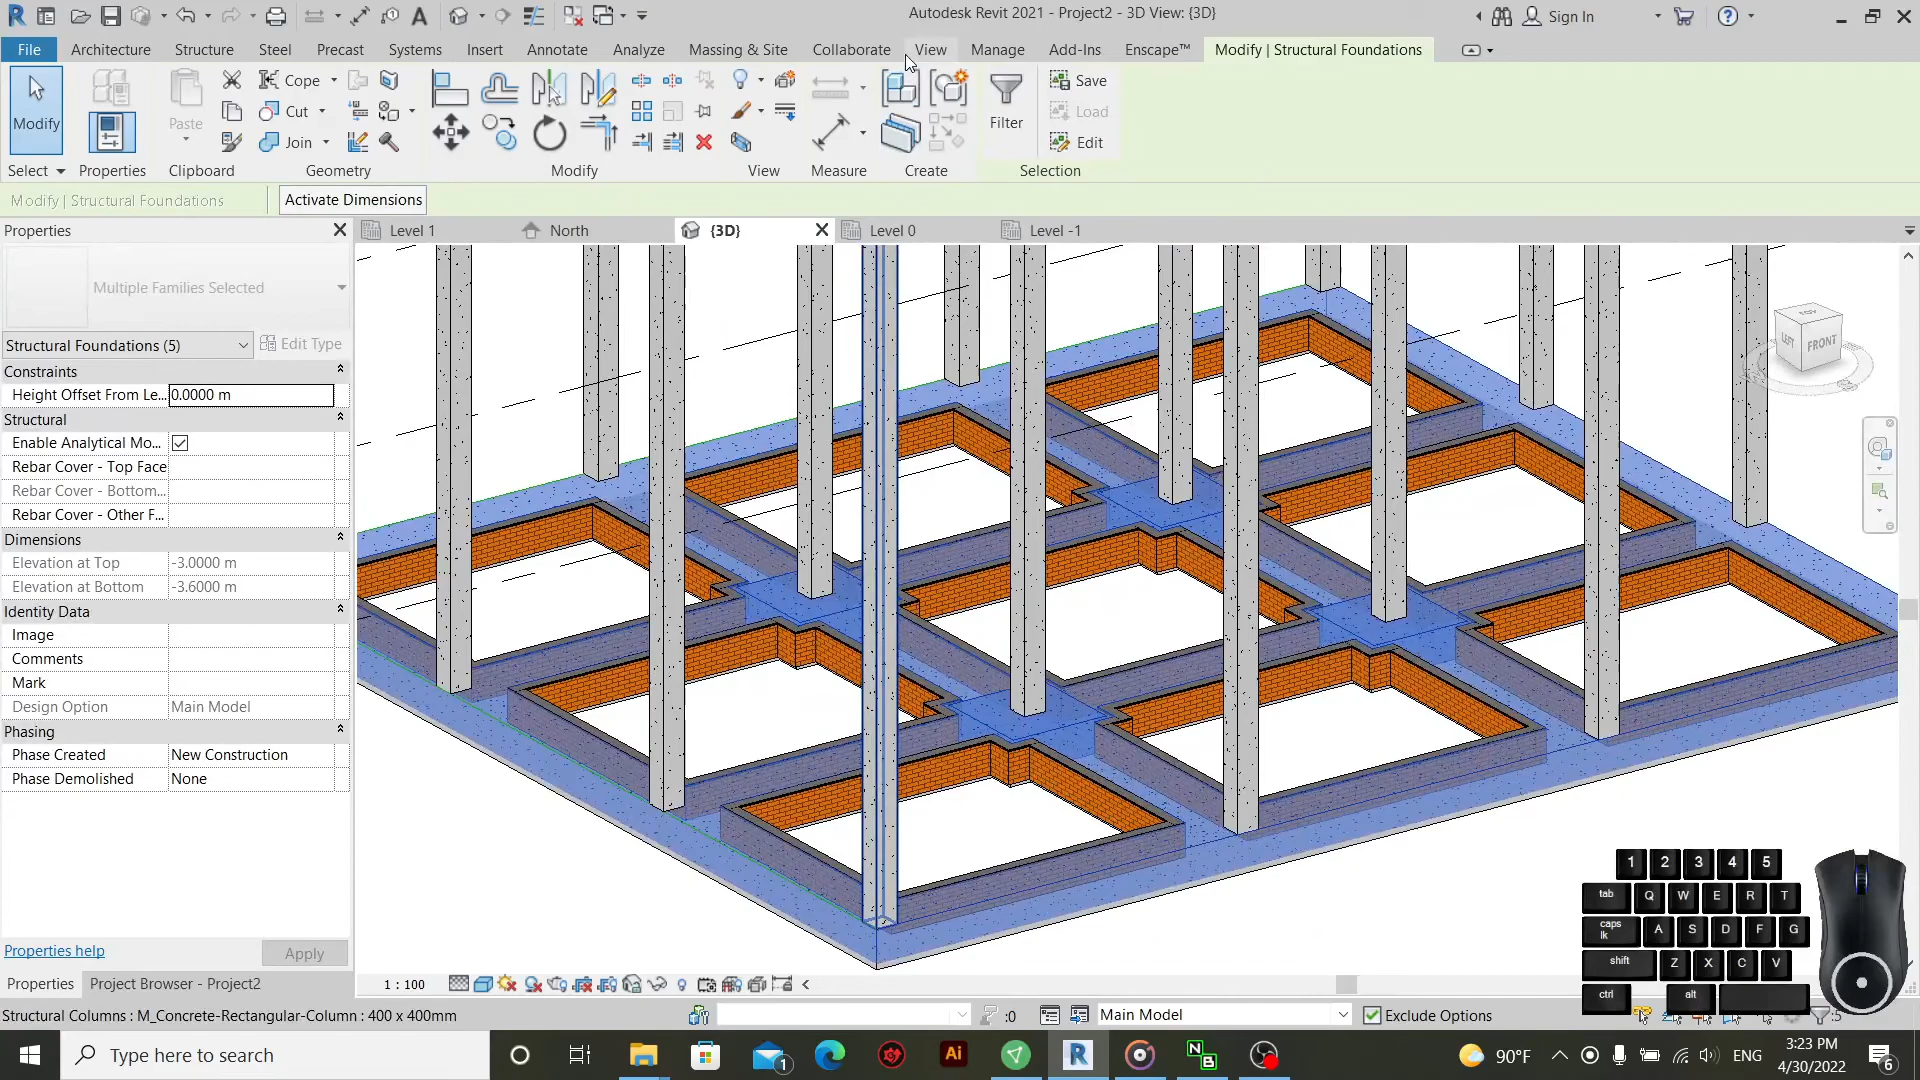 Autodesk Revit 2021 - Project2 - 3D View: {3D}
Sign In
File Architecture Structure Steel Precast Systems Insert Annotate Analyze Massing & Site Collaborate View Manage Add-Ins Enscape™ Modify | Structural Foundations
Modify
Paste
Cope
Cut
Join
Filter
Save
Load
Edit
Select Properties Clipboard Geometry Modify View Measure Create Selection
Modify | Structural Foundations Activate Dimensions
Properties
Level 1 North {3D} Level 0 Level -1
Multiple Families Selected
Structural Foundations (5) Edit Type
Constraints
Height Offset From Le... 0.0000 m
Structural
Enable Analytical Mo...
Rebar Cover - Top Face
Rebar Cover - Bottom...
Rebar Cover - Other F...
Dimensions
Elevation at Top -3.0000 m
Elevation at Bottom -3.6000 m
Identity Data
Image
Comments
Mark
Design Option Main Model
Phasing
Phase Created New Construction
Phase Demolished None
TOP
LEFT FRONT
Properties help Apply
Properties Project Browser - Project2
1 : 100
Structural Columns : M_Concrete-Rectangular-Column : 400 x 400mm
:0 Main Model Exclude Options :5
1 2 3 4 5
tab Q W E R T
caps lk A S D F G
shift Z X C V
ctrl alt
Type here to search
1
Ai
R
N B
90°F ENG 3:23 PM
4/30/2022 6